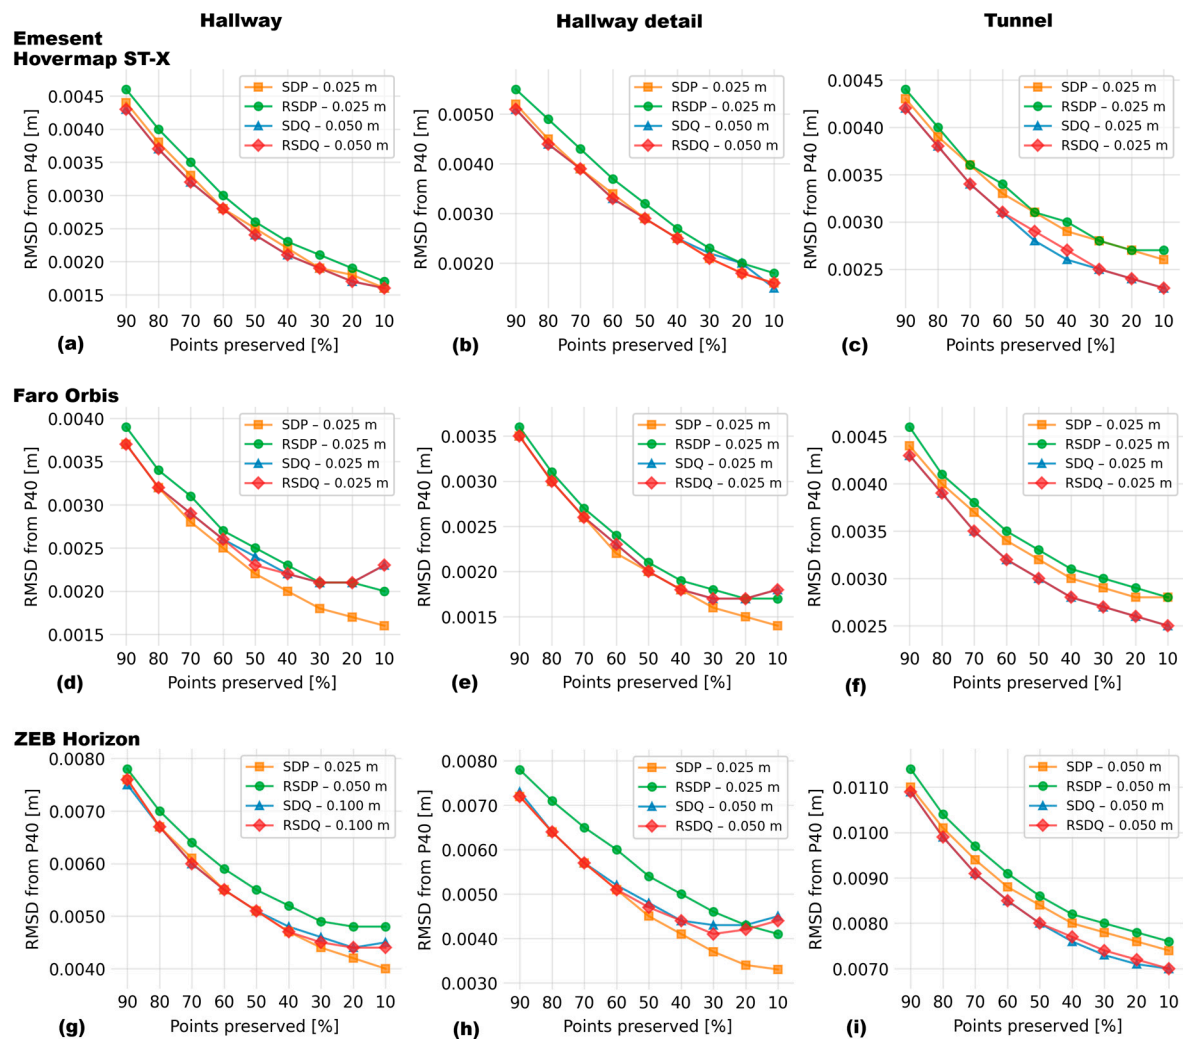 Hallway
Hallway detail
Tunnel
Emesent
Hovermap ST-X
RMSD from P40 [m]
0.0045
0.0040
0.0035
0.0030
0.0025
0.0020
0.0015
SDP – 0.025 m
RSDP – 0.025 m
SDQ – 0.050 m
RSDQ – 0.050 m
90 80 70 60 50 40 30 20 10
(a)
Points preserved [%]
RMSD from P40 [m]
0.0050
0.0040
0.0030
0.0020
SDP – 0.025 m
RSDP – 0.025 m
SDQ – 0.050 m
RSDQ – 0.050 m
90 80 70 60 50 40 30 20 10
(b)
Points preserved [%]
RMSD from P40 [m]
0.0045
0.0040
0.0035
0.0030
0.0025
SDP – 0.025 m
RSDP – 0.025 m
SDQ – 0.025 m
RSDQ – 0.025 m
90 80 70 60 50 40 30 20 10
(c)
Points preserved [%]
Faro Orbis
RMSD from P40 [m]
0.0040
0.0035
0.0030
0.0025
0.0020
0.0015
SDP – 0.025 m
RSDP – 0.025 m
SDQ – 0.025 m
RSDQ – 0.025 m
90 80 70 60 50 40 30 20 10
(d)
Points preserved [%]
RMSD from P40 [m]
0.0035
0.0030
0.0025
0.0020
0.0015
SDP – 0.025 m
RSDP – 0.025 m
SDQ – 0.025 m
RSDQ – 0.025 m
90 80 70 60 50 40 30 20 10
(e)
Points preserved [%]
RMSD from P40 [m]
0.0045
0.0040
0.0035
0.0030
0.0025
SDP – 0.025 m
RSDP – 0.025 m
SDQ – 0.025 m
RSDQ – 0.025 m
90 80 70 60 50 40 30 20 10
(f)
Points preserved [%]
ZEB Horizon
RMSD from P40 [m]
0.0080
0.0070
0.0060
0.0050
0.0040
SDP – 0.025 m
RSDP – 0.050 m
SDQ – 0.100 m
RSDQ – 0.100 m
90 80 70 60 50 40 30 20 10
(g)
Points preserved [%]
RMSD from P40 [m]
0.0080
0.0070
0.0060
0.0050
0.0040
0.0030
SDP – 0.025 m
RSDP – 0.025 m
SDQ – 0.050 m
RSDQ – 0.050 m
90 80 70 60 50 40 30 20 10
(h)
Points preserved [%]
RMSD from P40 [m]
0.0110
0.0100
0.0090
0.0080
0.0070
SDP – 0.050 m
RSDP – 0.050 m
SDQ – 0.050 m
RSDQ – 0.050 m
90 80 70 60 50 40 30 20 10
(i)
Points preserved [%]